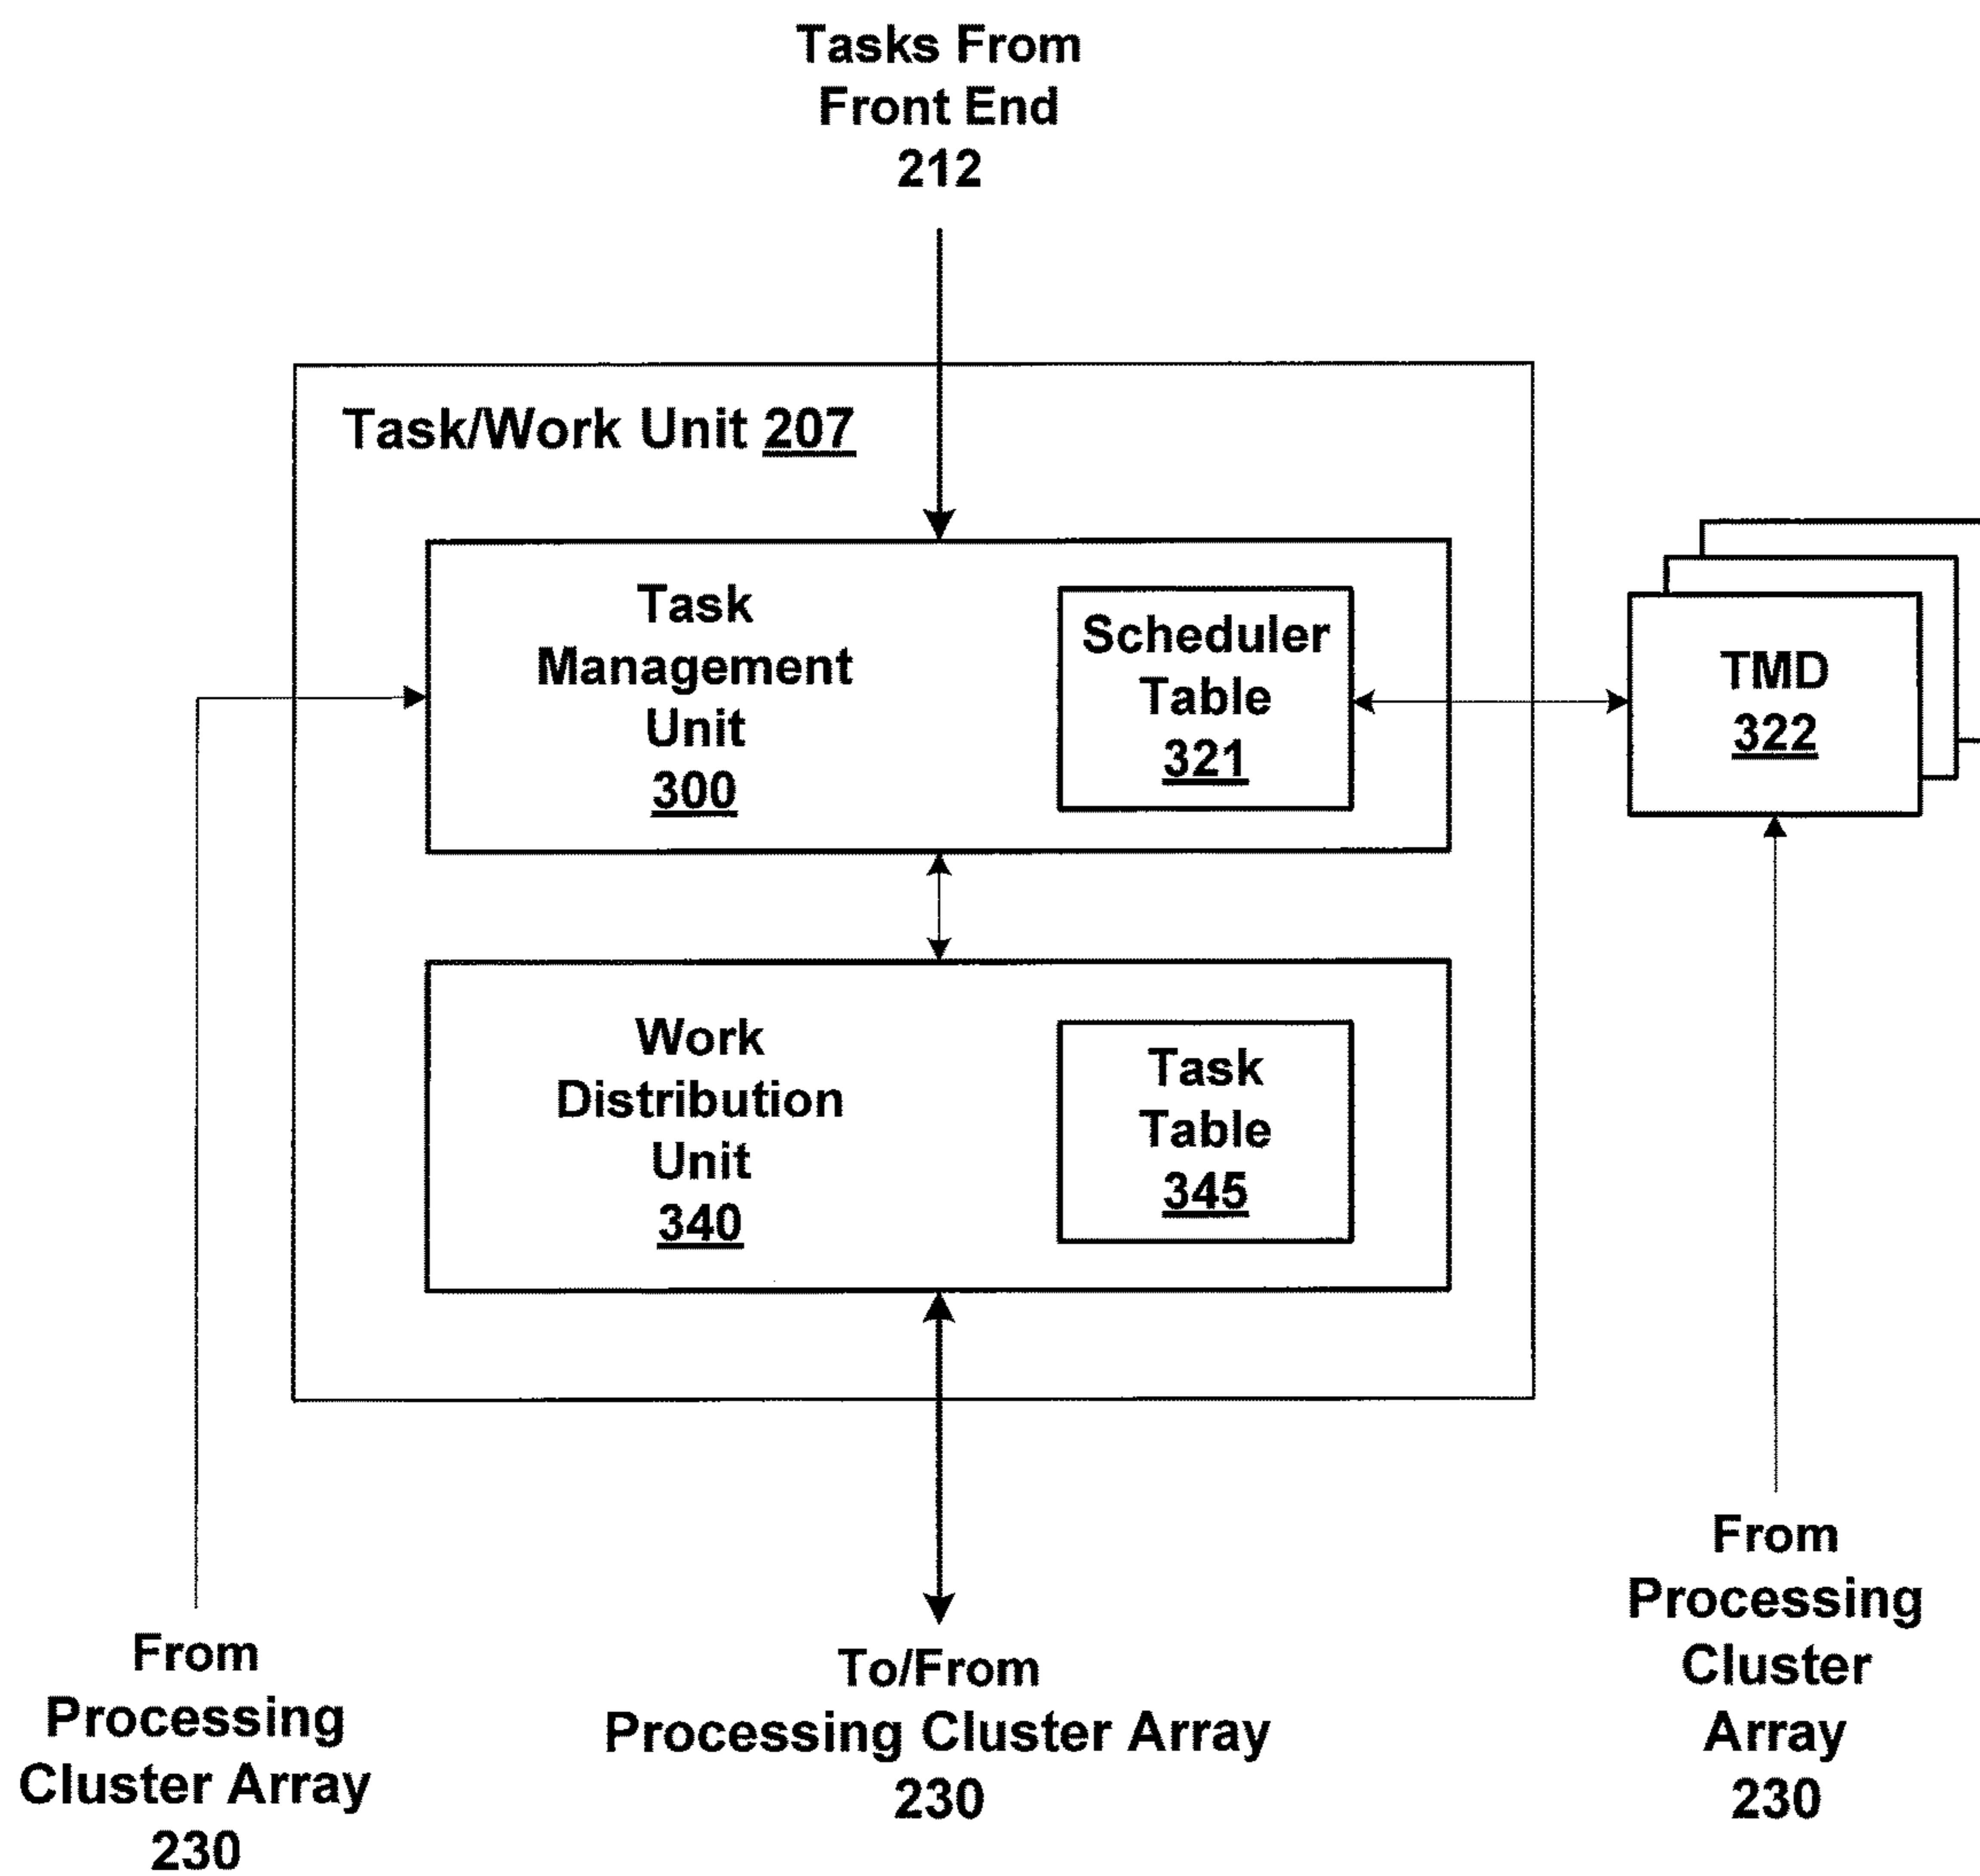 Tasks From
Front End
212
Task/Work Unit 207
Task
Management
Unit
300
Scheduler
Table
321
TMD
322
Work
Distribution
Unit
340
Task
Table
345
From
Processing
Cluster Array
230
To/From
Processing Cluster Array
230
From
Processing
Cluster
Array
230